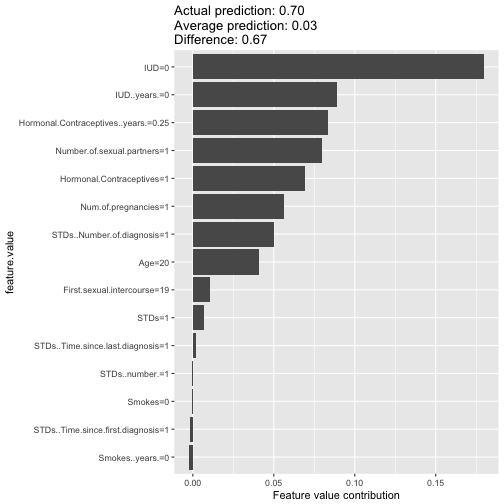 Actual prediction: 0.70
Average prediction: 0.03
Difference: 0.67
IUD=0
IUD..years.=0
Hormonal.Contraceptives..years.=0.25
Number.of.sexual.partners=1
Hormonal.Contraceptives=1
Num.of.pregnancies=1
STDs..Number.of.diagnosis=1
Age=20
First.sexual.intercourse=19
STDs=1
STDs..Time.since.last.diagnosis=1
STDs..number.=1
Smokes=0
STDs..Time.since.first.diagnosis=1
Smokes..years.=0
feature.value
0.00 0.05 0.10 0.15
Feature value contribution